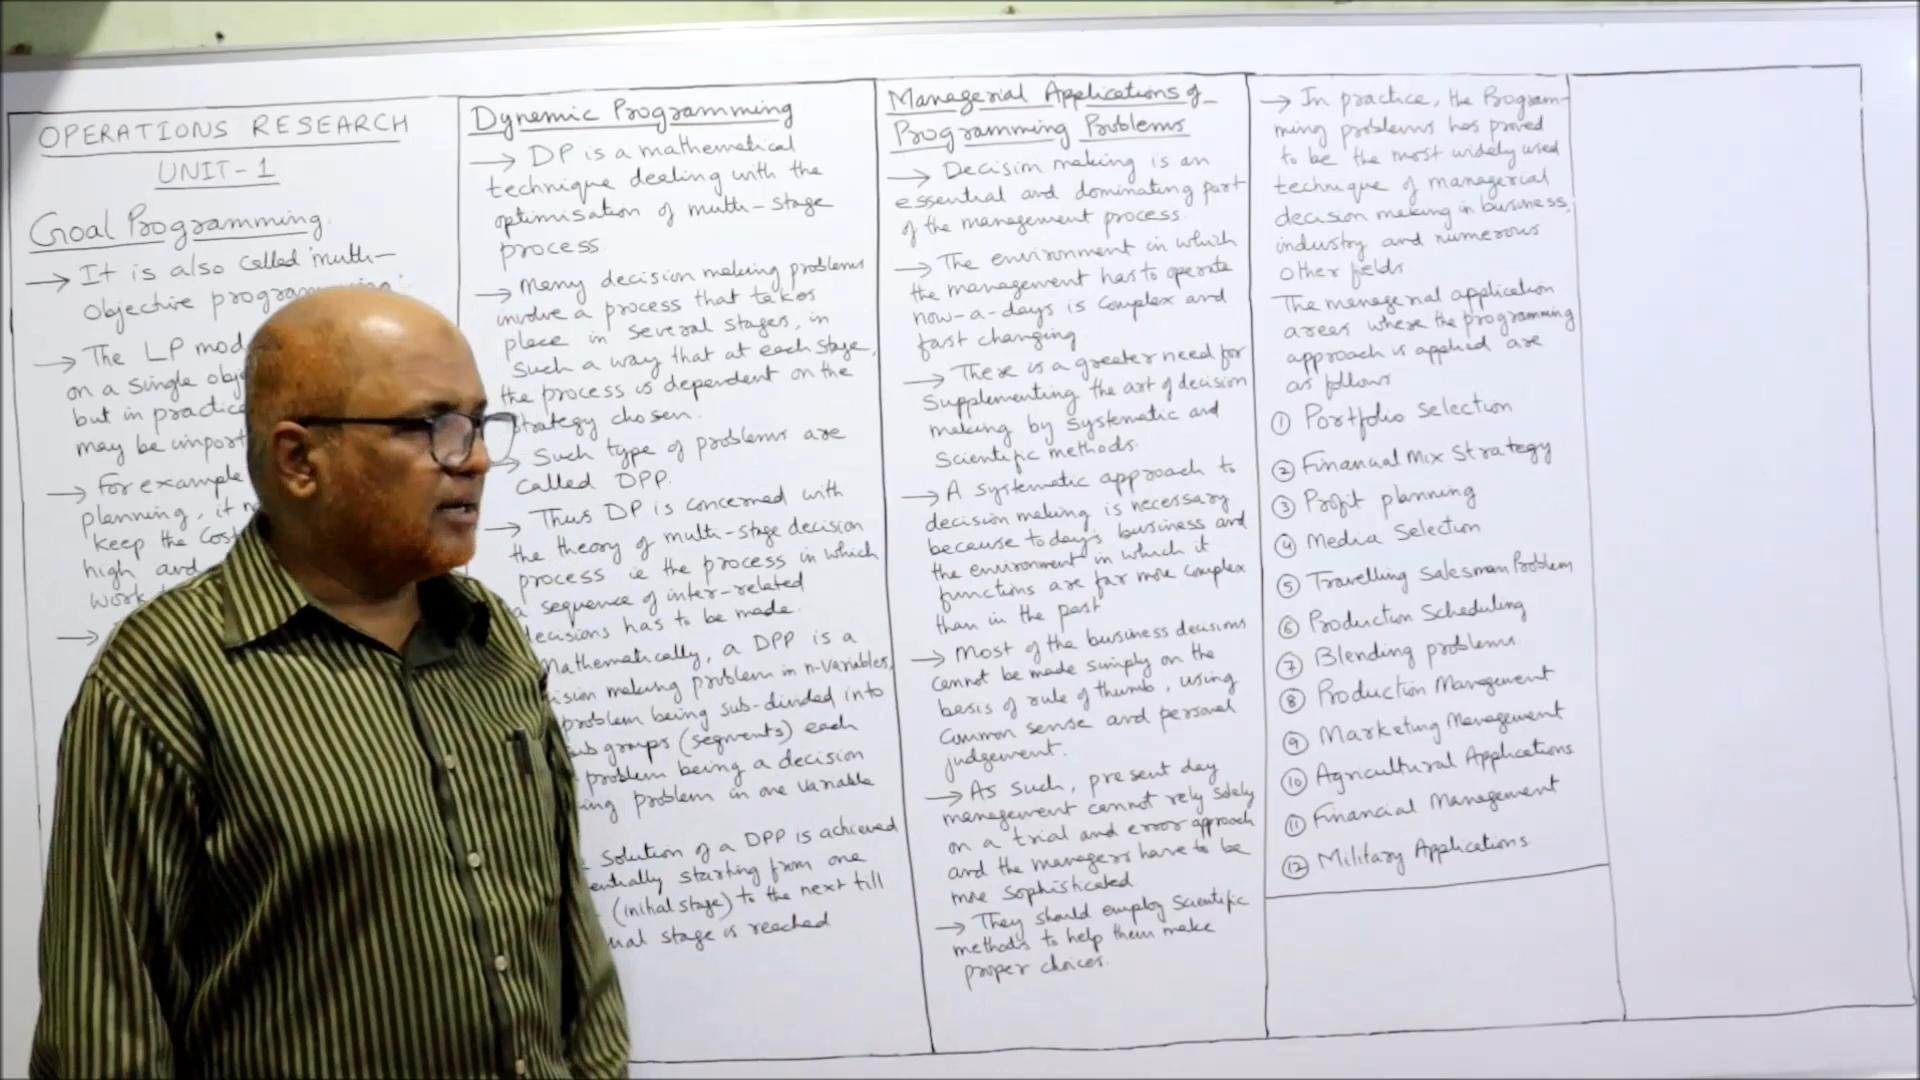 OPERATIONS RESEARCH
UNIT-1
Goal Programming.
→ It is also called multi-
objective programming.
→ The LP
on a single
but in practice
may be
→ For example
planning, it
keep the cost
high and
work
→
Dynemic Programming
→ DP is a mathematical
technique dealing with the
optimisation of multi-stage
process
→ Many decision making problems
involve a process that takes
place in several stages, in
such a way that at each stage,
the process is dependent on the
strategy chosen.
→ Such type of problems are
called DPP.
→ Thus DP is concerned with
the theory of multi-stage decision
process ie the process in which
a sequence of inter-related
decisions has to be made.
Mathematically, a DPP is a
making problem in n-variables,
problem being sub-divided into
groups (segments) each
problem being a decision
problem in one variable
solution of a DPP is achieved
starting from one
(initial stage) to the next till
stage is reached
Managerial Applications of
Programming Problems
→ Decision making is an
essential and dominating part
of the management process.
→ The environment in which
the management has to operate
now-a-days is complex and
fast changing
→ There is a greater need for
supplementing the art of decision
making by systematic and
scientific methods.
→ A systematic approach to
decision making is necessary
because today's business and
the environment in which it
functions are far more complex
than in the past
→ Most of the business decisions
cannot be made simply on the
basis of rule of thumb, using
common sense and personal
judgement.
→ As such, present day
management cannot rely solely
on a trial and error approach
and the managers have to be
more sophisticated
→ They should employ scientific
methods to help them make
proper choices.
→ In practice, the Program-
ming problems has proved
to be the most widely used
technique of managerial
decision making in business,
industry and numerous
other fields
The managerial application
areas where the programming
approach is applied are
as follows
① Portfolio selection
② Financial Mix Strategy
③ Profit planning
④ Media Selection
⑤ Travelling Salesman Problem
⑥ Production Scheduling
⑦ Blending problems
⑧ Production Management
⑨ Marketing Management
⑩ Agricultural Applications
⑪ Financial Management
⑫ Military Applications